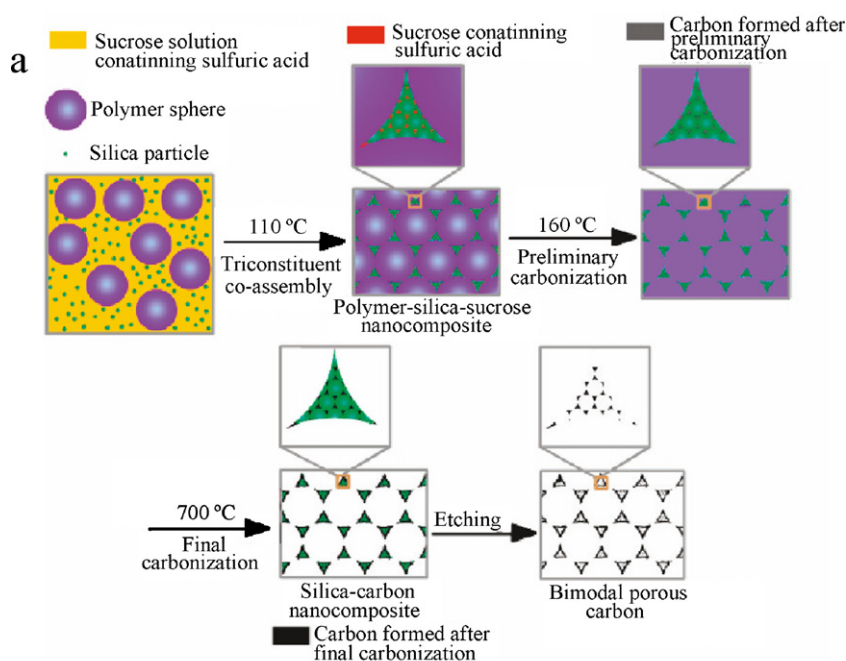 a
Sucrose solution
conatinning sulfuric acid
Sucrose conatinning
sulfuric acid
Carbon formed after
preliminary
carbonization
Polymer sphere
Silica particle
110 ºC
Triconstituent
co-assembly
Polymer-silica-sucrose
nanocomposite
160 ºC
Preliminary
carbonization
700 ºC
Final
carbonization
Silica-carbon
nanocomposite
Carbon formed after
final carbonization
Etching
Bimodal porous
carbon